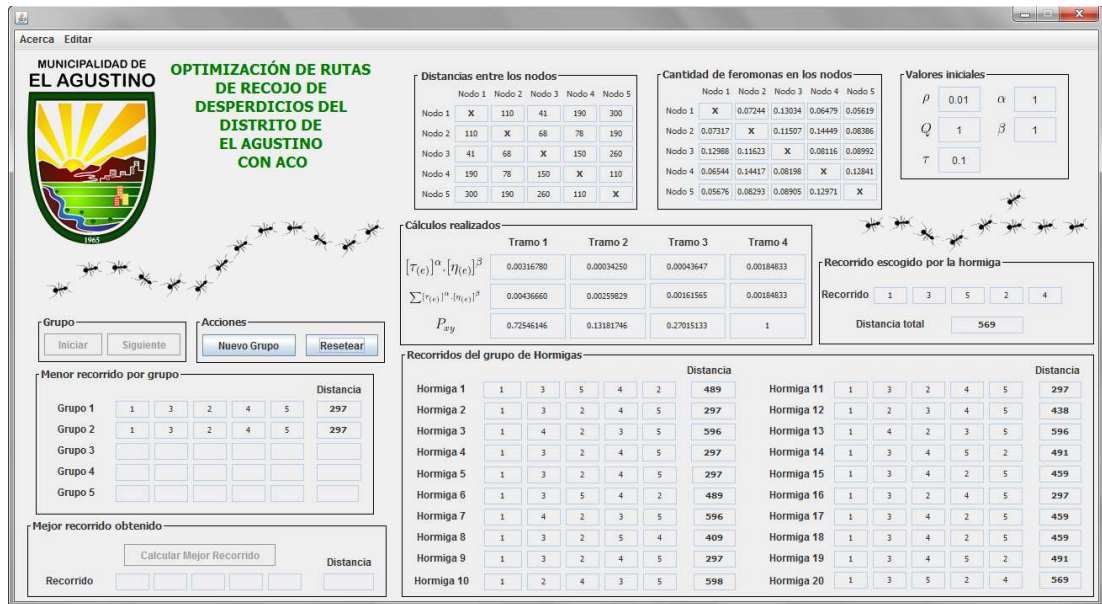 Acerca Editar
MUNICIPALIDAD DE
EL AGUSTINO
1965
OPTIMIZACIÓN DE RUTAS
DE RECOJO DE
DESPERDICIOS DEL
DISTRITO DE
EL AGUSTINO
CON ACO
Distancias entre los nodos
Nodo 1 Nodo 2 Nodo 3 Nodo 4 Nodo 5
Nodo 1 X 110 41 190 300
Nodo 2 110 X 68 78 190
Nodo 3 41 68 X 150 260
Nodo 4 190 78 150 X 110
Nodo 5 300 190 260 110 X
Cantidad de feromonas en los nodos
Nodo 1 Nodo 2 Nodo 3 Nodo 4 Nodo 5
Nodo 1 X 0.07244 0.13034 0.06479 0.05619
Nodo 2 0.07317 X 0.11507 0.14449 0.08386
Nodo 3 0.12988 0.11623 X 0.08116 0.08992
Nodo 4 0.06544 0.14417 0.08198 X 0.12841
Nodo 5 0.05676 0.08293 0.08905 0.12971 X
Valores iniciales
ρ 0.01 α 1
Q 1 β 1
τ 0.1
Cálculos realizados
Tramo 1 Tramo 2 Tramo 3 Tramo 4
[τ(e)]^α.[η(e)]^β 0.00316780 0.00034250 0.00043647 0.00184833
∑[τ(e)]^α.[η(e)]^β 0.00436660 0.00259829 0.00161565 0.00184833
Pxy 0.72546146 0.13181746 0.27015133 1
Recorrido escogido por la hormiga
Recorrido 1 3 5 2 4
Distancia total 569
Grupo
Iniciar Siguiente
Acciones
Nuevo Grupo Resetear
Menor recorrido por grupo
Distancia
Grupo 1 1 3 2 4 5 297
Grupo 2 1 3 2 4 5 297
Grupo 3
Grupo 4
Grupo 5
Mejor recorrido obtenido
Calcular Mejor Recorrido
Distancia
Recorrido
Recorridos del grupo de Hormigas
Distancia
Hormiga 1 1 3 5 4 2 489
Hormiga 2 1 3 2 4 5 297
Hormiga 3 1 4 2 3 5 596
Hormiga 4 1 3 2 4 5 297
Hormiga 5 1 3 2 4 5 297
Hormiga 6 1 3 5 4 2 489
Hormiga 7 1 4 2 3 5 596
Hormiga 8 1 3 2 5 4 409
Hormiga 9 1 3 2 4 5 297
Hormiga 10 1 2 4 3 5 598
Distancia
Hormiga 11 1 3 2 4 5 297
Hormiga 12 1 2 3 4 5 438
Hormiga 13 1 4 2 3 5 596
Hormiga 14 1 3 4 5 2 491
Hormiga 15 1 3 4 2 5 459
Hormiga 16 1 3 2 4 5 297
Hormiga 17 1 3 4 2 5 459
Hormiga 18 1 3 4 2 5 459
Hormiga 19 1 3 4 5 2 491
Hormiga 20 1 3 5 2 4 569